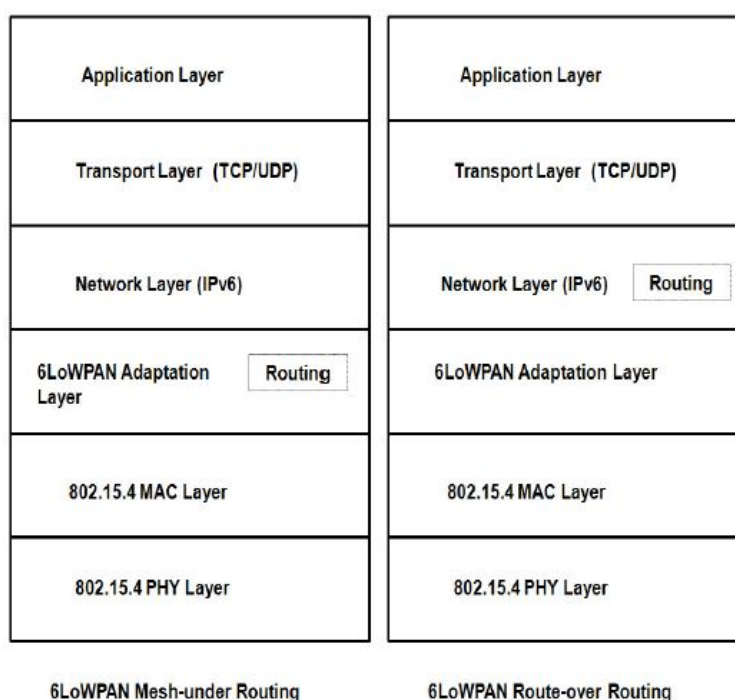 Application Layer
Transport Layer (TCP/UDP)
Network Layer (IPv6)
6LoWPAN Adaptation
Layer
Routing
802.15.4 MAC Layer
802.15.4 PHY Layer
6LoWPAN Mesh-under Routing
Application Layer
Transport Layer (TCP/UDP)
Network Layer (IPv6)
Routing
6LoWPAN Adaptation Layer
802.15.4 MAC Layer
802.15.4 PHY Layer
6LoWPAN Route-over Routing